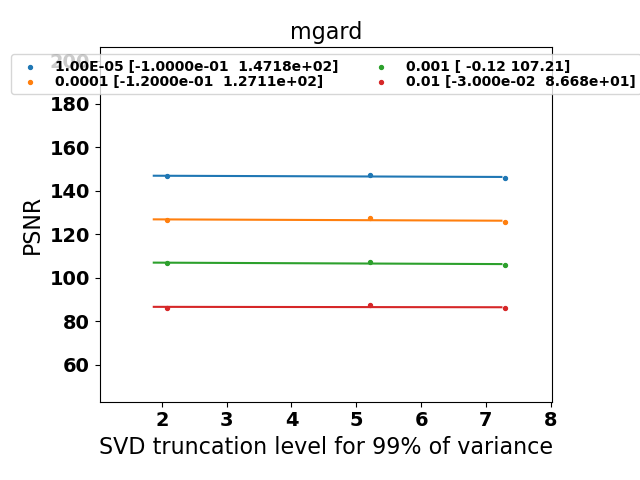 mgard
200
1.00E-05 [-1.0000e-01 1.4718e+02]
0.0001 [-1.2000e-01 1.2711e+02]
0.001 [ -0.12 107.21]
0.01 [-3.000e-02 8.668e+01]
180
160
140
120
100
80
60
PSNR
2 3 4 5 6 7 8
SVD truncation level for 99% of variance